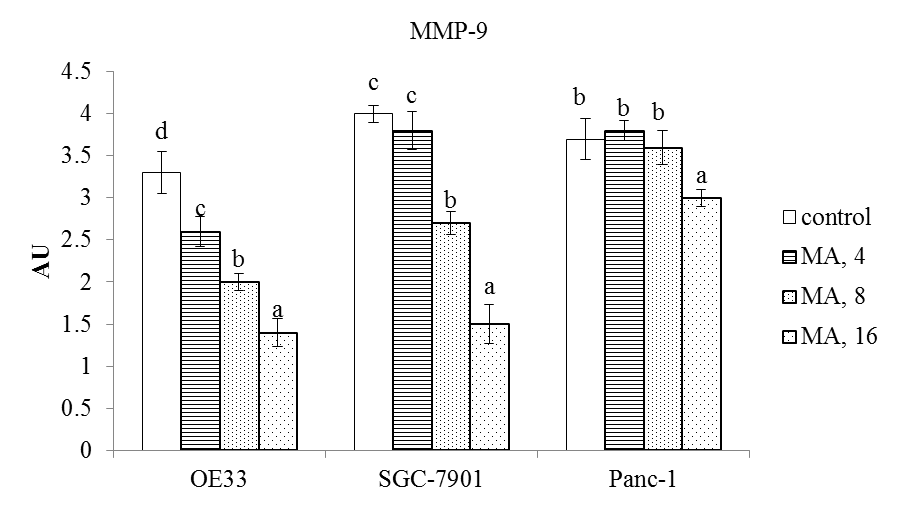 MMP-9
AU
4.5
4
3.5
3
2.5
2
1.5
1
0.5
0
d
c
b
a
c
c
b
a
b
b
b
a
OE33
SGC-7901
Panc-1
control
MA, 4
MA, 8
MA, 16